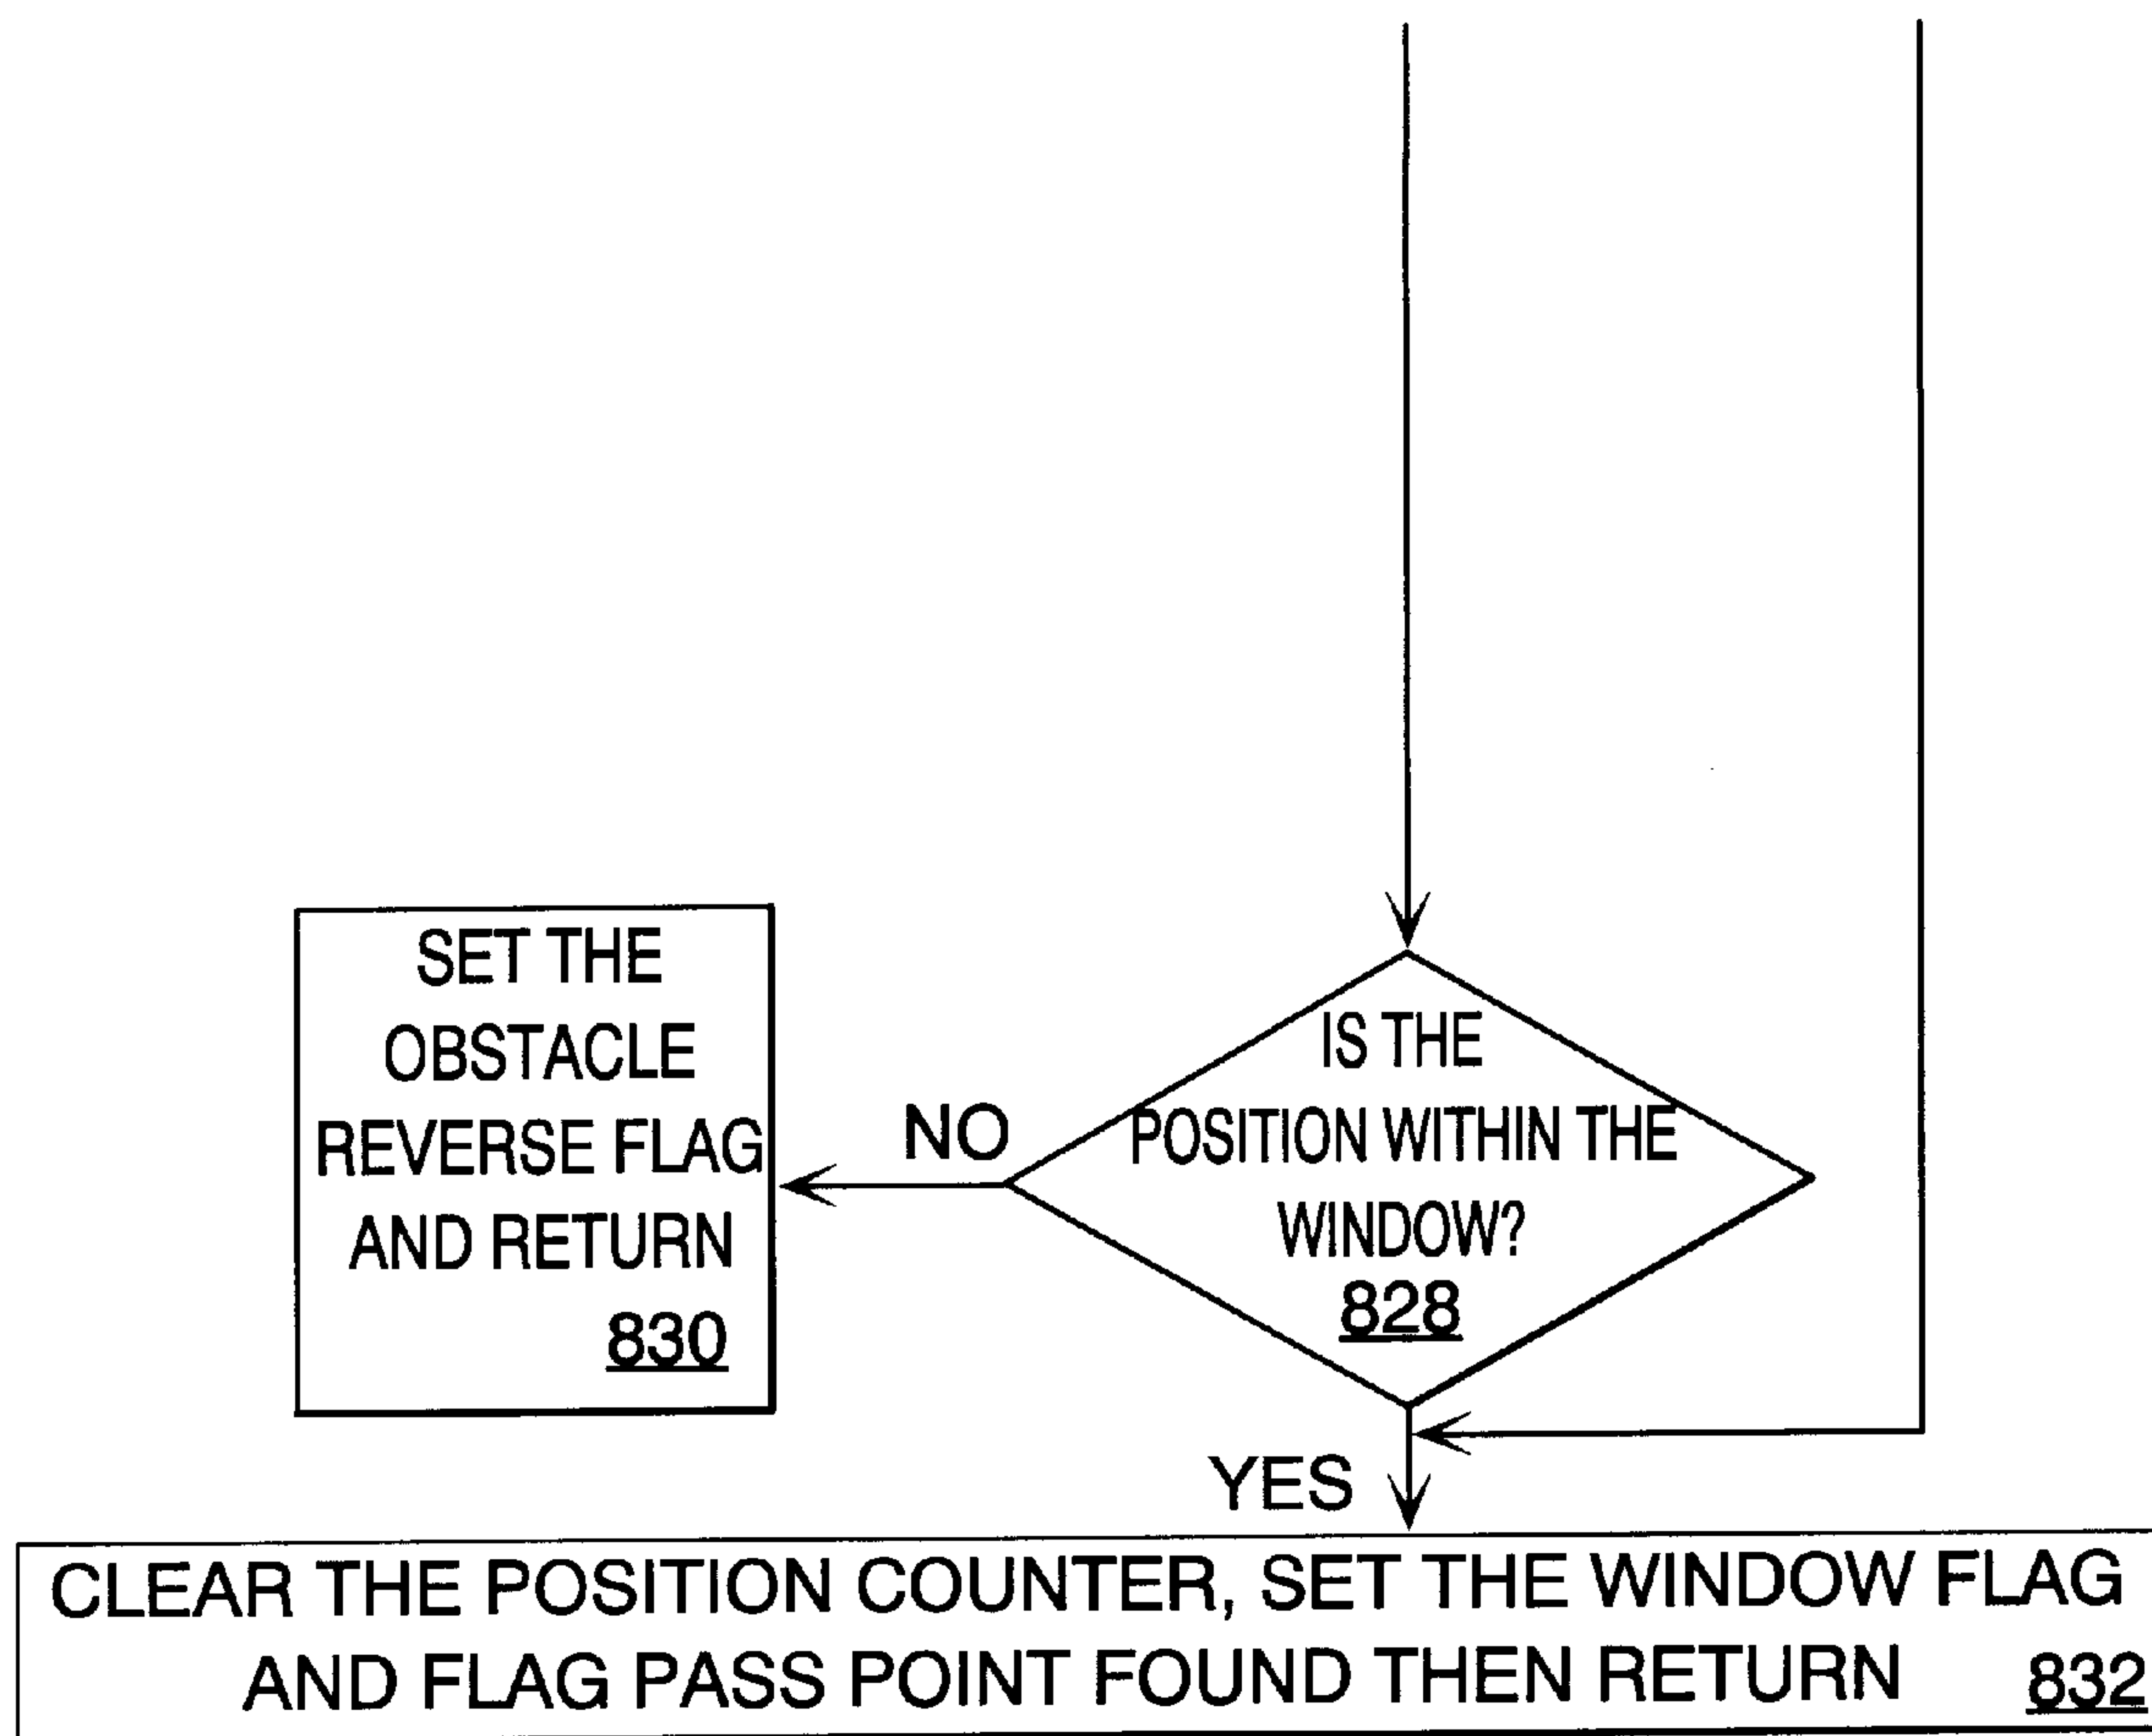 SET THE
OBSTACLE
REVERSE FLAG
AND RETURN
830
NO
IS THE
POSITION WITHIN THE
WINDOW?
828
YES
CLEAR THE POSITION COUNTER, SET THE WINDOW FLAG
AND FLAG PASS POINT FOUND THEN RETURN 832